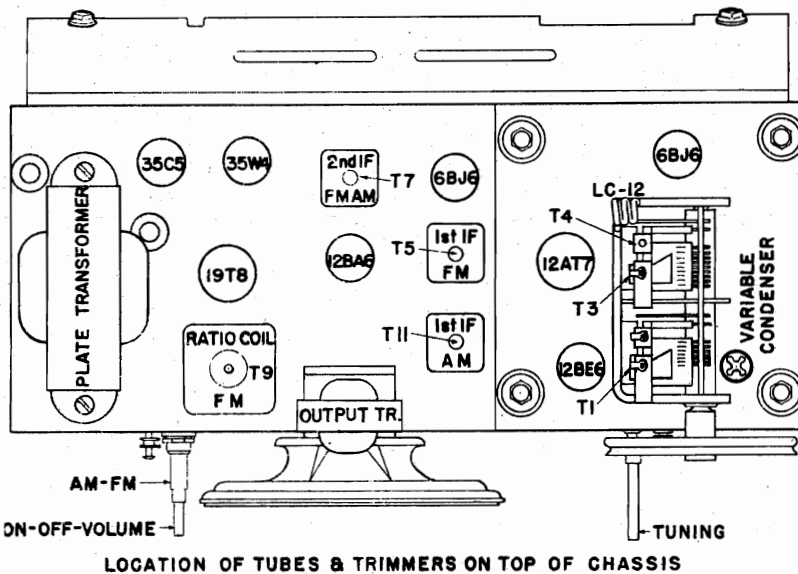 35C5
35W4
2nd IF
FM AM
T7
6BJ6
6BJ6
LC-12
T4
PLATE TRANSFORMER
19T8
12BA6
T5
1st IF
FM
12AT7
T3
VARIABLE
CONDENSER
RATIO COIL
T9
FM
T11
1st IF
AM
12BE6
T1
OUTPUT TR.
AM-FM
ON-OFF-VOLUME
TUNING
LOCATION OF TUBES & TRIMMERS ON TOP OF CHASSIS